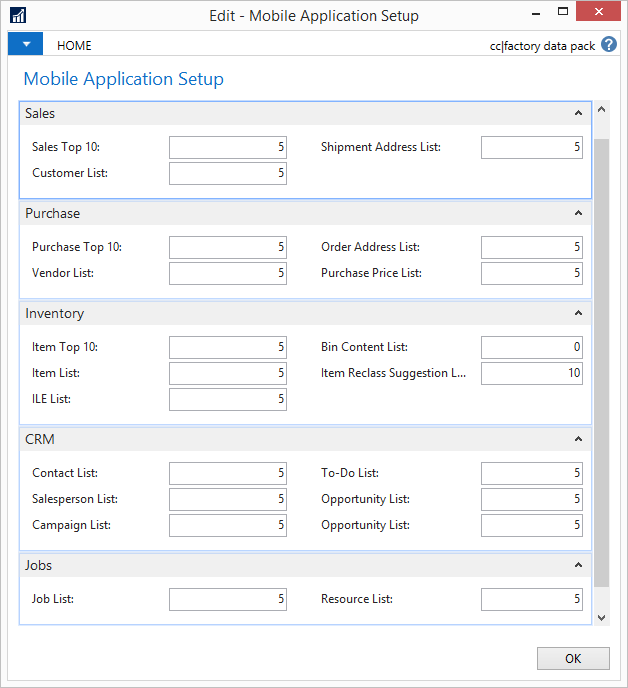 Edit - Mobile Application Setup
HOME
cc|factory data pack
Mobile Application Setup
Sales
Sales Top 10: 5 Shipment Address List: 5
Customer List: 5
Purchase
Purchase Top 10: 5 Order Address List: 5
Vendor List: 5 Purchase Price List: 5
Inventory
Item Top 10: 5 Bin Content List: 0
Item List: 5 Item Reclass Suggestion L... 10
ILE List: 5
CRM
Contact List: 5 To-Do List: 5
Salesperson List: 5 Opportunity List: 5
Campaign List: 5 Opportunity List: 5
Jobs
Job List: 5 Resource List: 5
OK